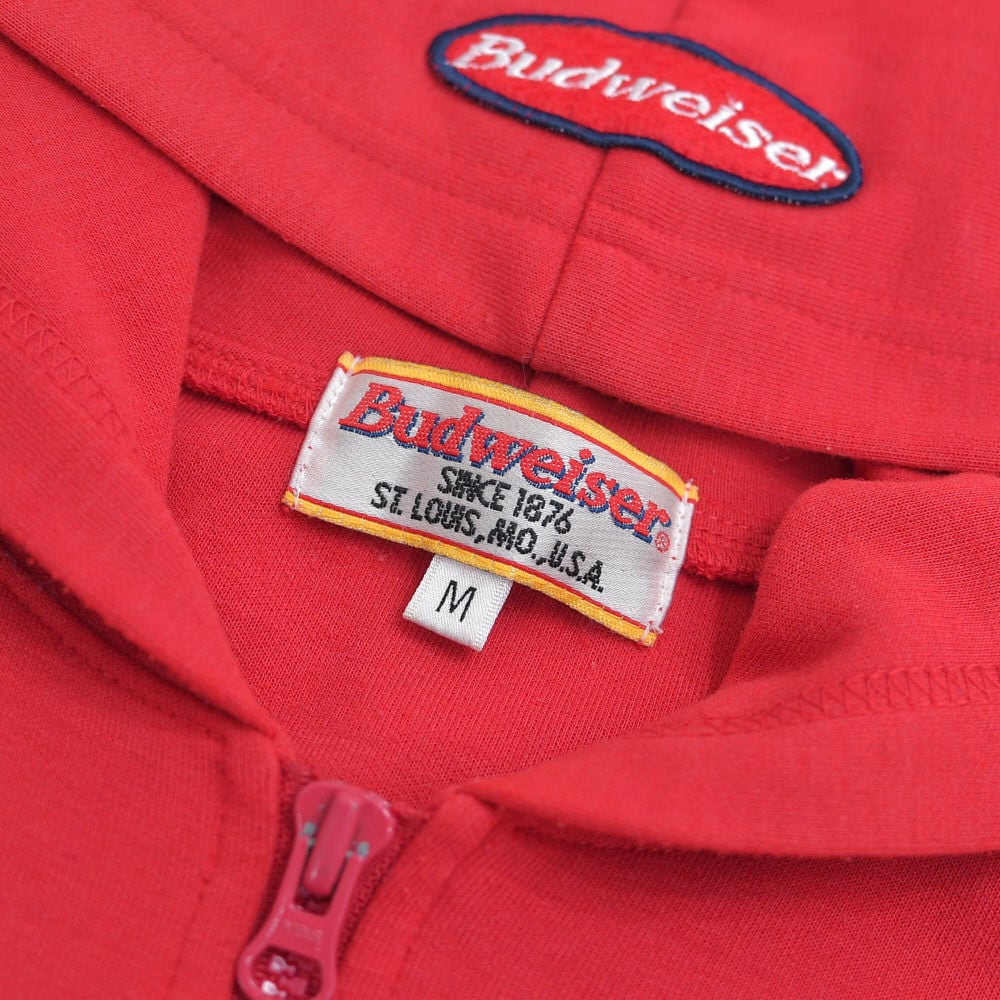 Budweiser
Budweiser®
SINCE 1876
ST. LOUIS, MO., U.S.A.
M